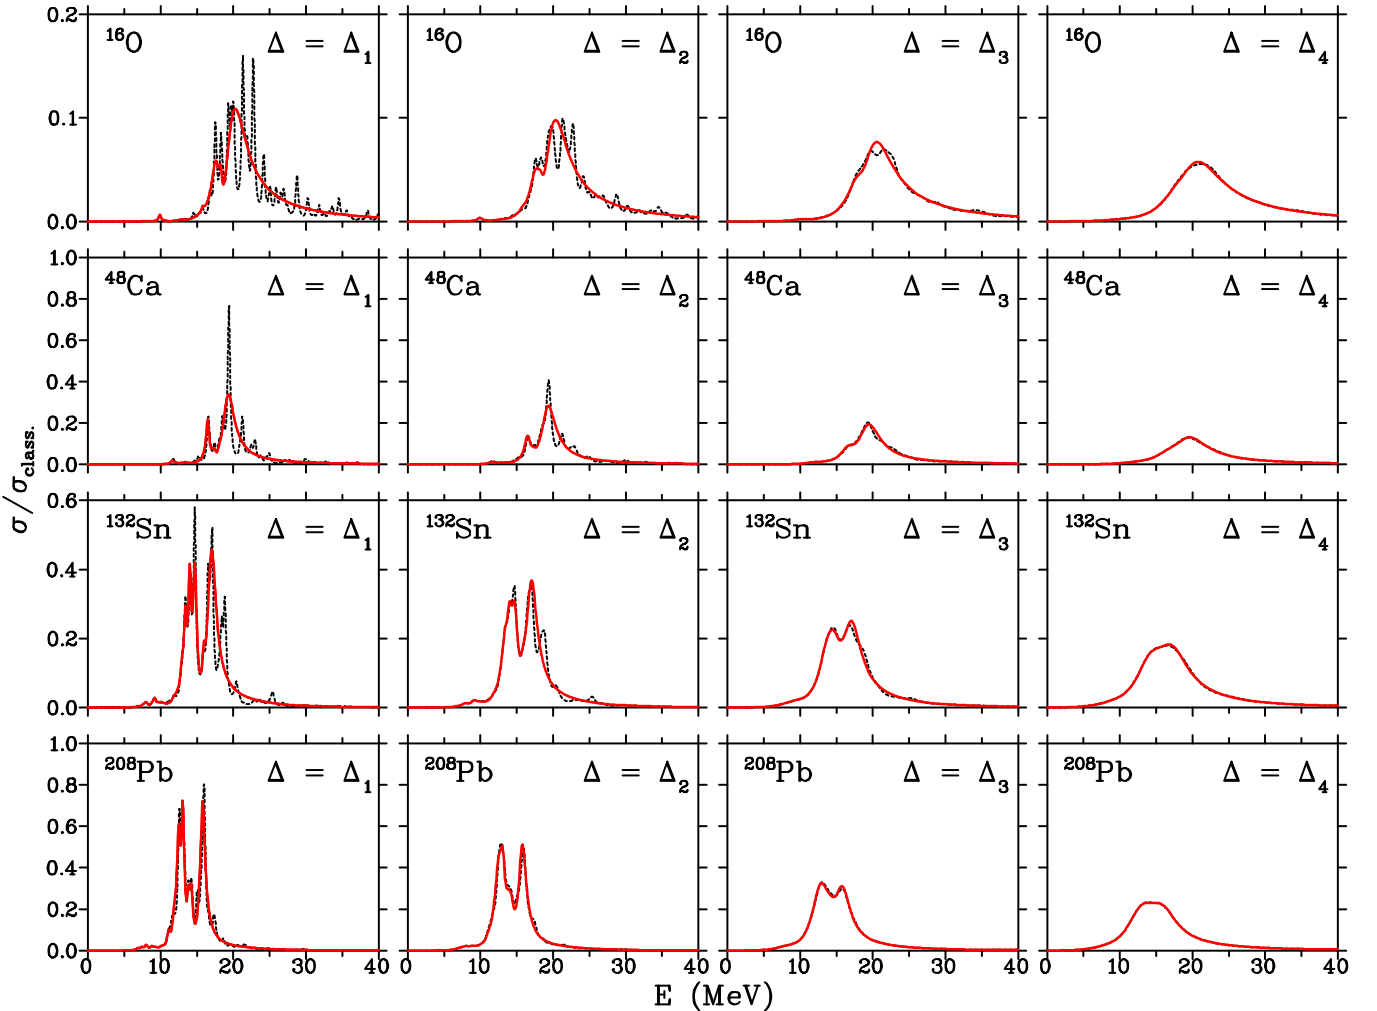 0.2
0.1
0.0
¹⁶O Δ = Δ₁
¹⁶O Δ = Δ₂
¹⁶O Δ = Δ₃
¹⁶O Δ = Δ₄
1.0
0.8
0.6
0.4
0.2
0.0
⁴⁸Ca Δ = Δ₁
⁴⁸Ca Δ = Δ₂
⁴⁸Ca Δ = Δ₃
⁴⁸Ca Δ = Δ₄
σ/σclass.
0.6
0.4
0.2
0.0
¹³²Sn Δ = Δ₁
¹³²Sn Δ = Δ₂
¹³²Sn Δ = Δ₃
¹³²Sn Δ = Δ₄
1.0
0.8
0.6
0.4
0.2
0.0
²⁰⁸Pb Δ = Δ₁
²⁰⁸Pb Δ = Δ₂
²⁰⁸Pb Δ = Δ₃
²⁰⁸Pb Δ = Δ₄
0 10 20 30 40 0 10 20 30 40 0 10 20 30 40 0 10 20 30 40
E (MeV)